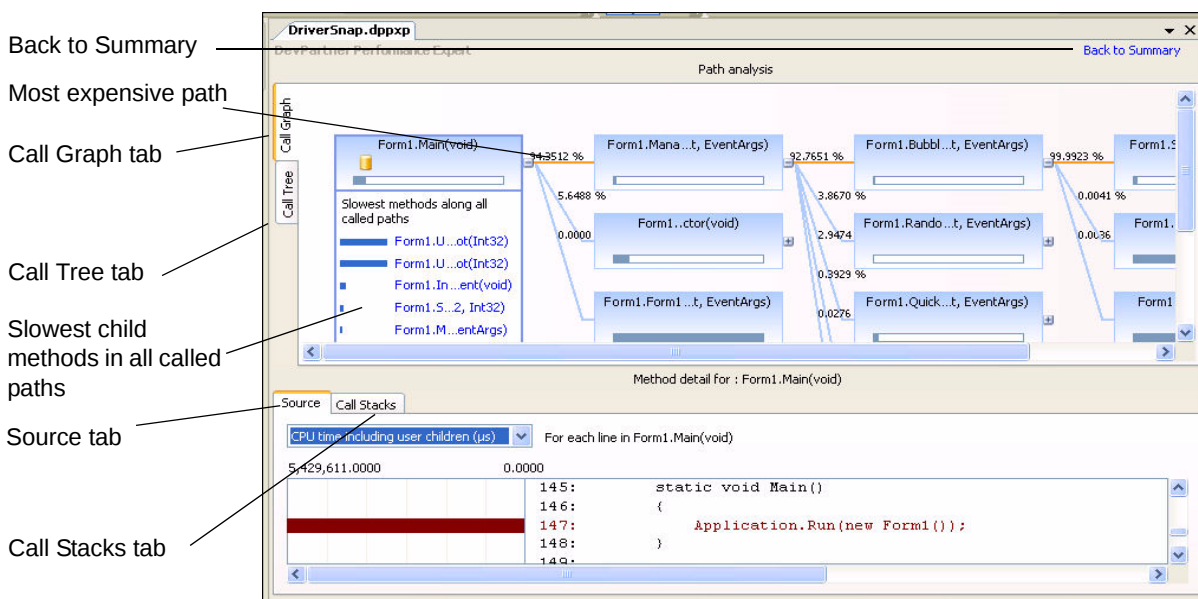 DriverSnap.dppxp
Back to Summary
DevPartner Performance Expert
Back to Summary
Path analysis
Most expensive path
Call Graph
Call Graph tab
Form1.Main(void)
94.3512 %
Form1.Mana...t, EventArgs)
92.7651 %
Form1.Bubbl...t, EventArgs)
99.9923 %
Call Tree
Slowest methods along all
called paths
5.6488 %
3.8670 %
0.0041 %
Form1..ctor(void)
Form1.Rando...t, EventArgs)
Form1.
0.0000
2.9474
Form1.U...ot(Int32)
Form1.U...ot(Int32)
Call Tree tab
0.3929 %
Form1.In...ent(void)
Form1.S...2, Int32)
Form1.Form1...t, EventArgs)
Form1.Quick...t, EventArgs)
Form1
0.0276
Form1.M...entArgs)
Slowest child
methods in all called
paths
Method detail for : Form1.Main(void)
Source
Call Stacks
Source tab
CPU time including user children (µs)
For each line in Form1.Main(void)
5,429,611.0000
0.0000
145: static void Main()
146: {
147: Application.Run(new Form1());
148: }
149:
Call Stacks tab